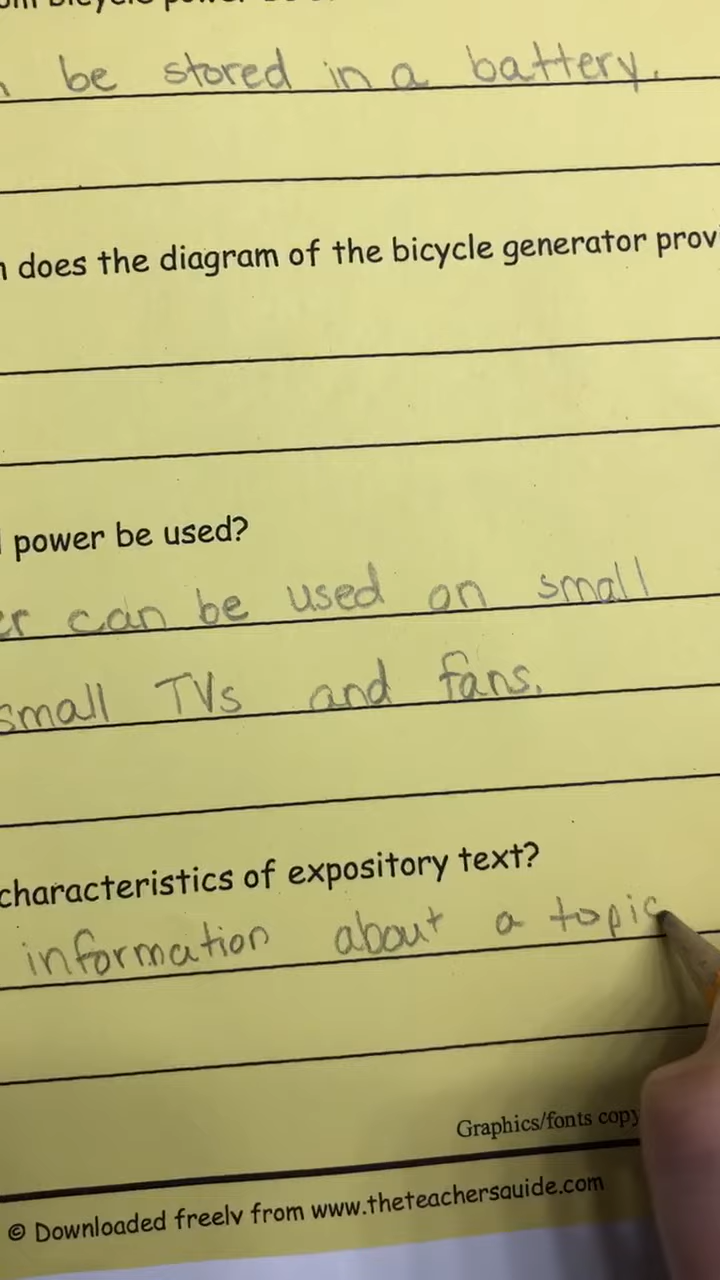 be stored in a battery.
does the diagram of the bicycle generator prov
power be used?
er can be used on small
small TVs and fans.
characteristics of expository text?
information about a topic
Graphics/fonts copy
© Downloaded freely from www.theteachersguide.com